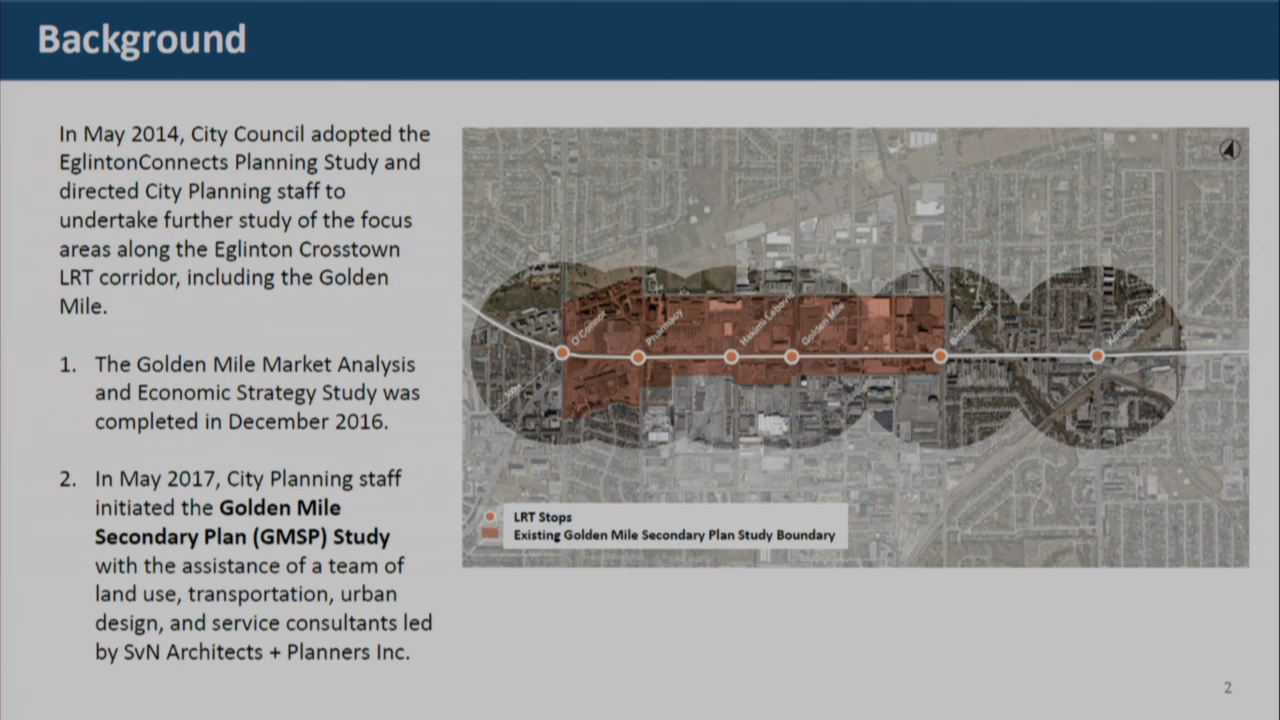 Background
In May 2014, City Council adopted the
EglintonConnects Planning Study and
directed City Planning staff to
undertake further study of the focus
areas along the Eglinton Crosstown
LRT corridor, including the Golden
Mile.
1. The Golden Mile Market Analysis
and Economic Strategy Study was
completed in December 2016.
2. In May 2017, City Planning staff
initiated the Golden Mile
Secondary Plan (GMSP) Study
with the assistance of a team of
land use, transportation, urban
design, and service consultants led
by SvN Architects + Planners Inc.
O'Connor
Pharmacy
Hakimi Lebovic
Golden Mile
Birchmount
LRT Stops
Existing Golden Mile Secondary Plan Study Boundary
2